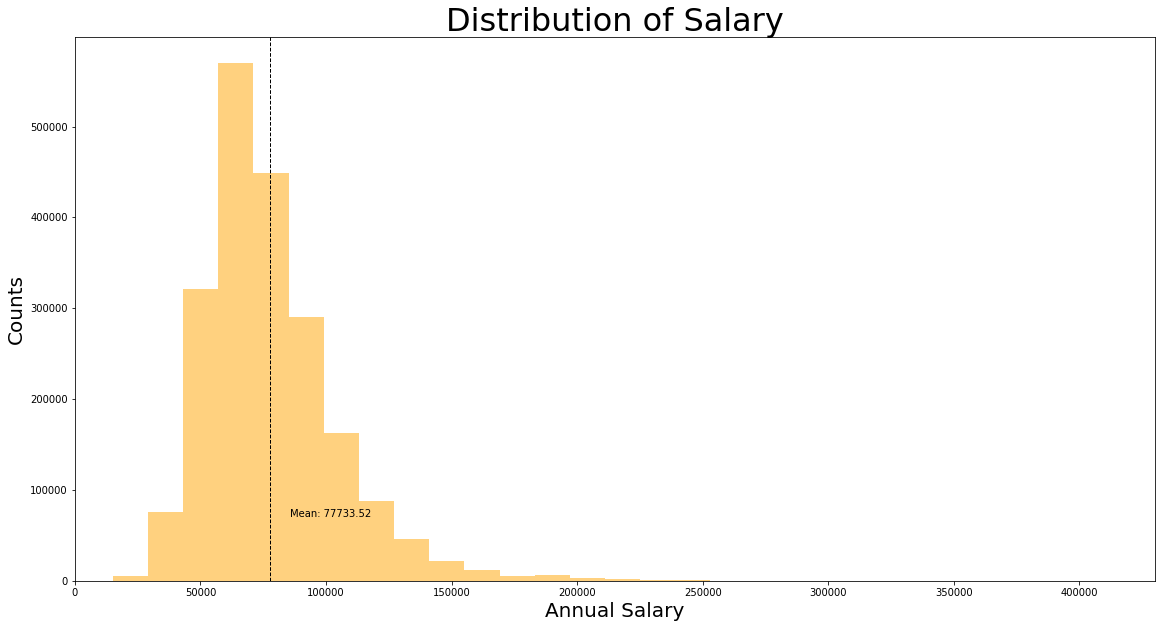 Distribution of Salary
Counts
500000
400000
300000
200000
100000
0
Mean: 77733.52
0 50000 100000 150000 200000 250000 300000 350000 400000
Annual Salary